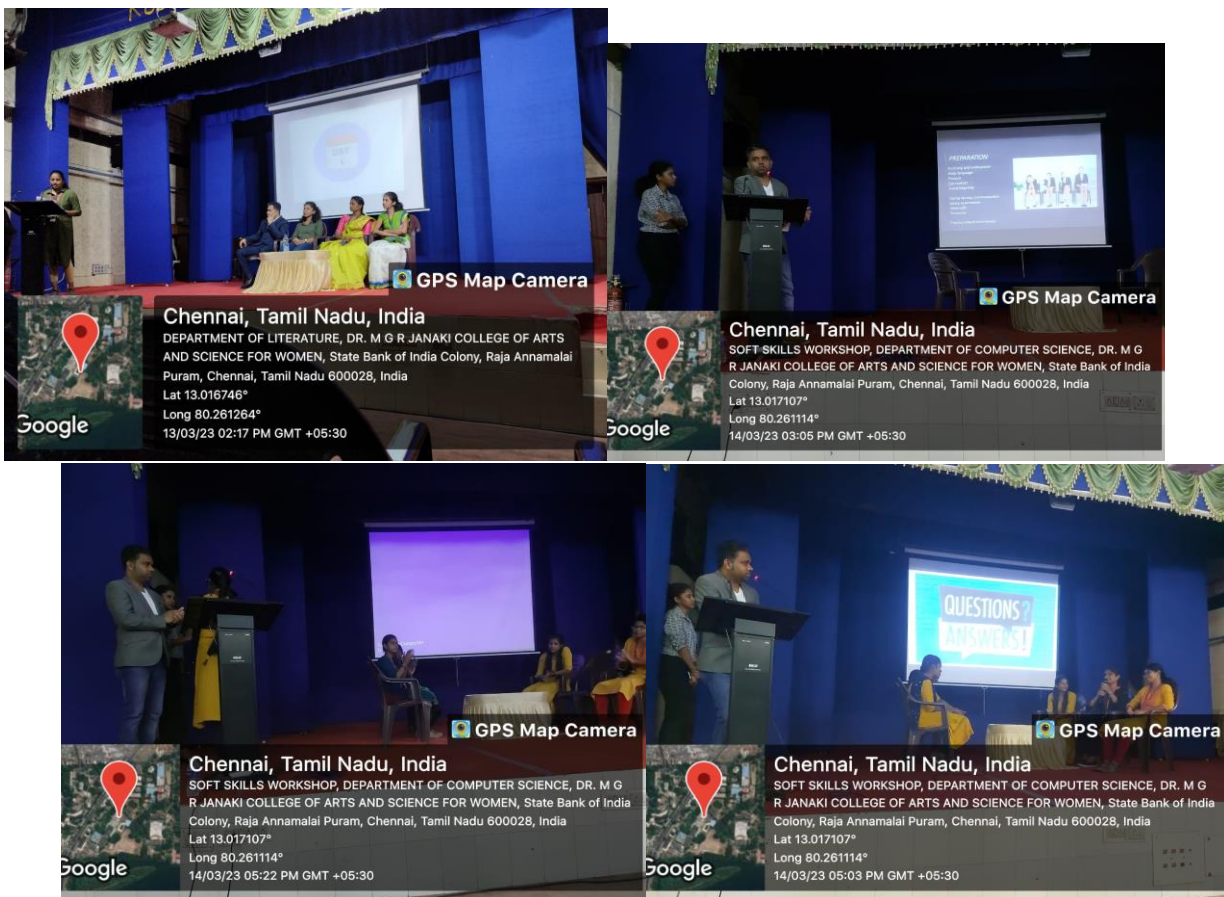 GPS Map Camera
Chennai, Tamil Nadu, India
DEPARTMENT OF LITERATURE, DR. M G R JANAKI COLLEGE OF ARTS
AND SCIENCE FOR WOMEN, State Bank of India Colony, Raja Annamalai
Puram, Chennai, Tamil Nadu 600028, India
Lat 13.016746°
Long 80.261264°
13/03/23 02:17 PM GMT +05:30
Google
PREPARATION
GPS Map Camera
Chennai, Tamil Nadu, India
SOFT SKILLS WORKSHOP, DEPARTMENT OF COMPUTER SCIENCE, DR. M G
R JANAKI COLLEGE OF ARTS AND SCIENCE FOR WOMEN, State Bank of India
Colony, Raja Annamalai Puram, Chennai, Tamil Nadu 600028, India
Lat 13.017107°
Long 80.261114°
14/03/23 03:05 PM GMT +05:30
Google
GPS Map Camera
Chennai, Tamil Nadu, India
SOFT SKILLS WORKSHOP, DEPARTMENT OF COMPUTER SCIENCE, DR. M G
R JANAKI COLLEGE OF ARTS AND SCIENCE FOR WOMEN, State Bank of India
Colony, Raja Annamalai Puram, Chennai, Tamil Nadu 600028, India
Lat 13.017107°
Long 80.261114°
14/03/23 05:22 PM GMT +05:30
Google
QUESTIONS?
ANSWERS!
GPS Map Camera
Chennai, Tamil Nadu, India
SOFT SKILLS WORKSHOP, DEPARTMENT OF COMPUTER SCIENCE, DR. M G
R JANAKI COLLEGE OF ARTS AND SCIENCE FOR WOMEN, State Bank of India
Colony, Raja Annamalai Puram, Chennai, Tamil Nadu 600028, India
Lat 13.017107°
Long 80.261114°
14/03/23 05:03 PM GMT +05:30
Google